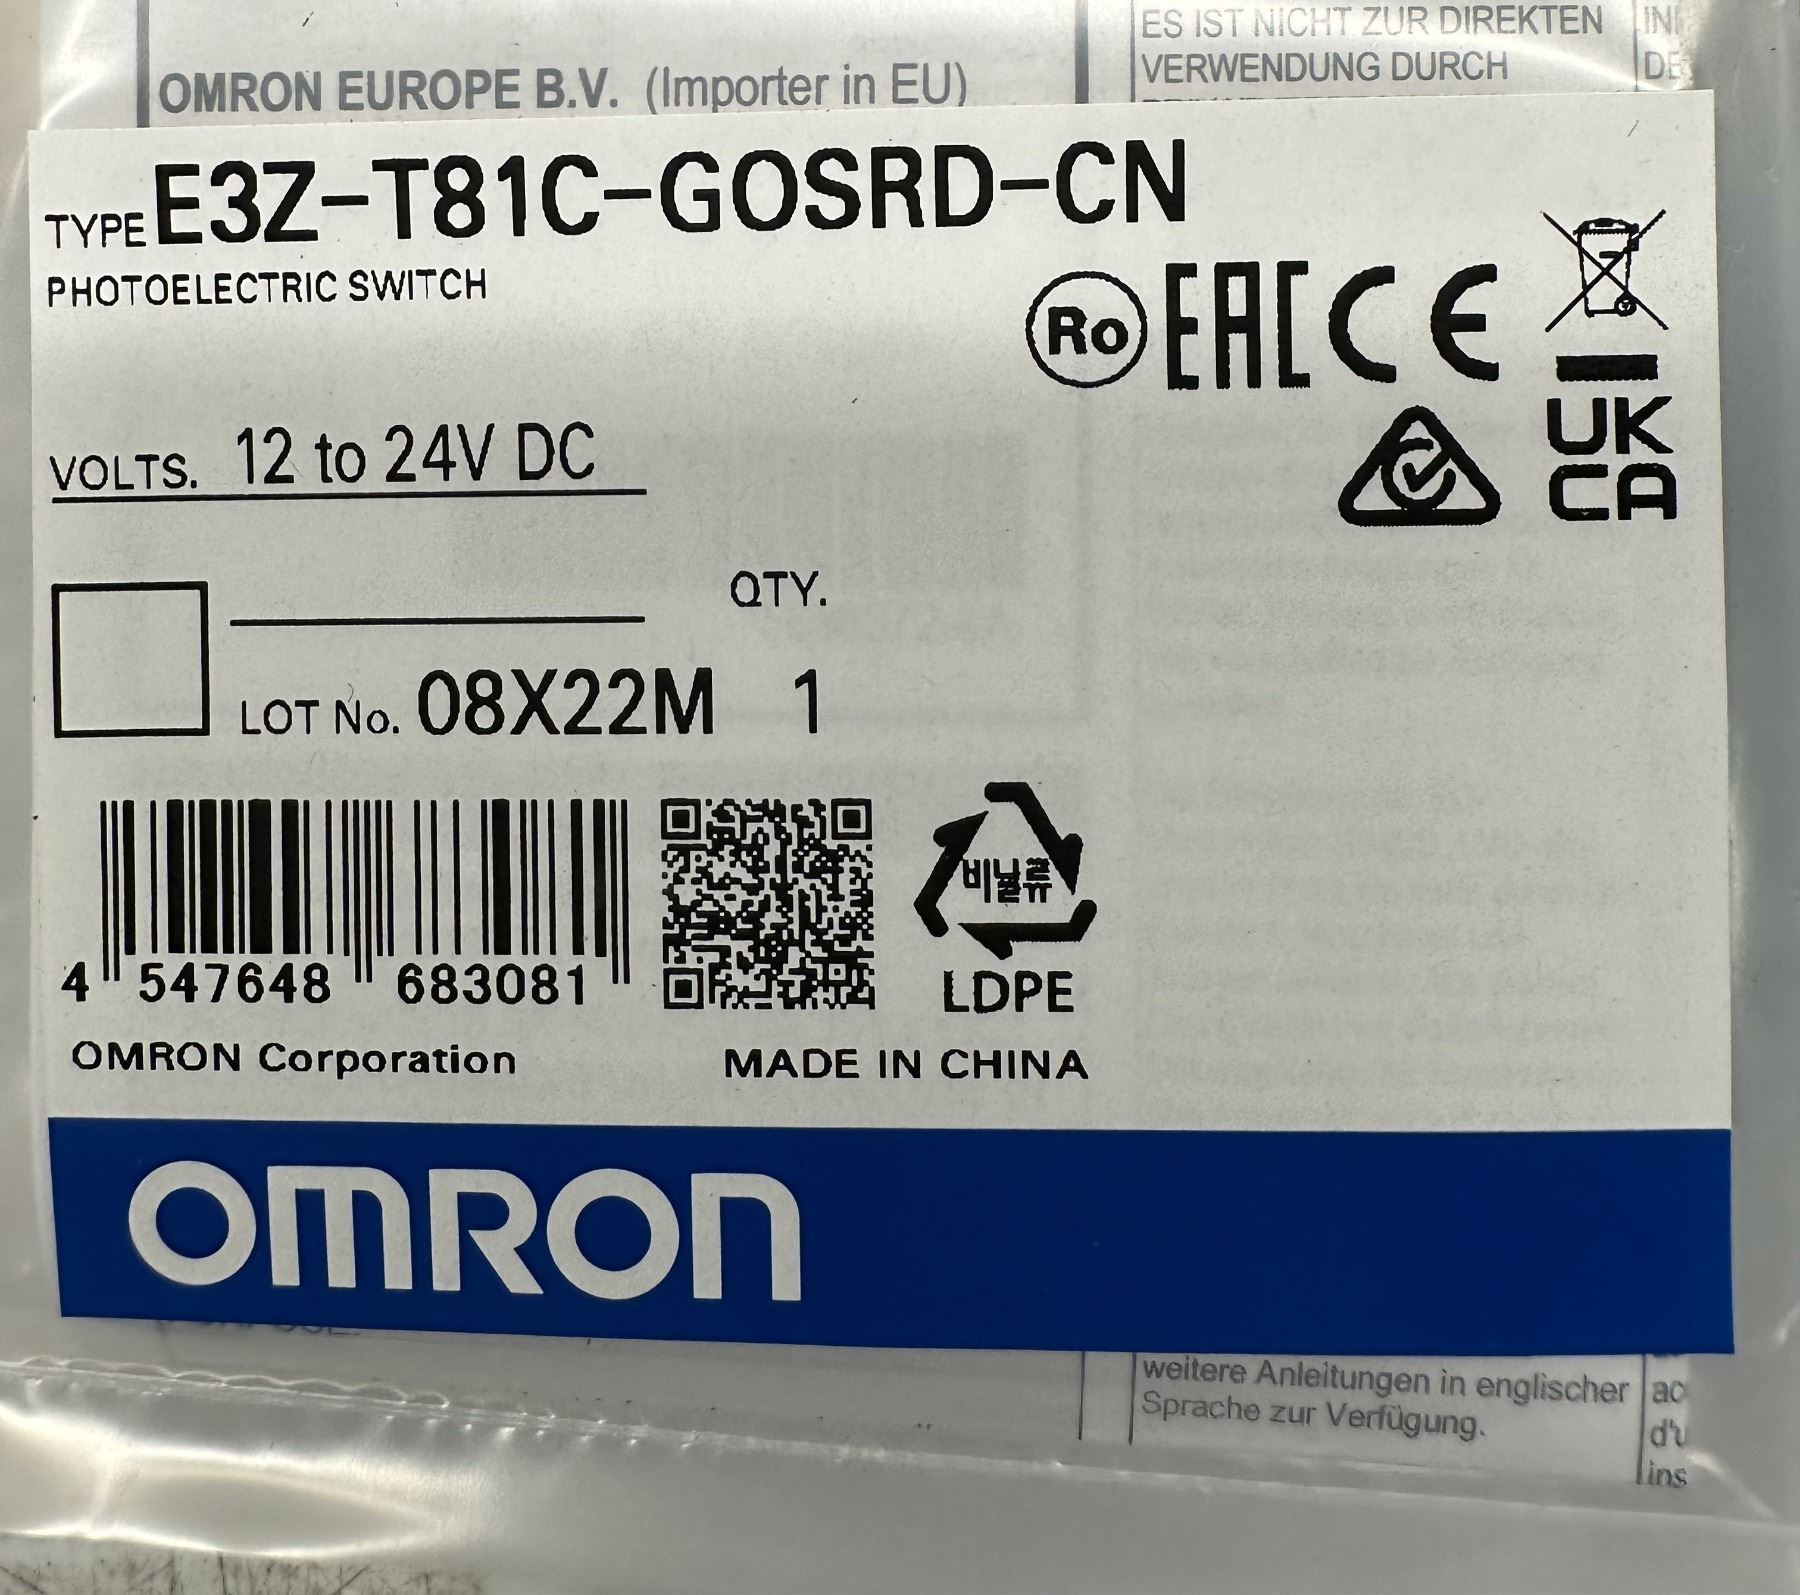 ES IST NICHT ZUR DIREKTEN
VERWENDUNG DURCH
OMRON EUROPE B.V. (Importer in EU)
TYPE E3Z-T81C-GOSRD-CN
PHOTOELECTRIC SWITCH
Ro EAC CE
VOLTS. 12 to 24V DC
UK
CA
QTY.
LOT No. 08X22M 1
비닐류
LDPE
4 547648 683081
OMRON Corporation MADE IN CHINA
OMRON
weitere Anleitungen in englischer
Sprache zur Verfügung.